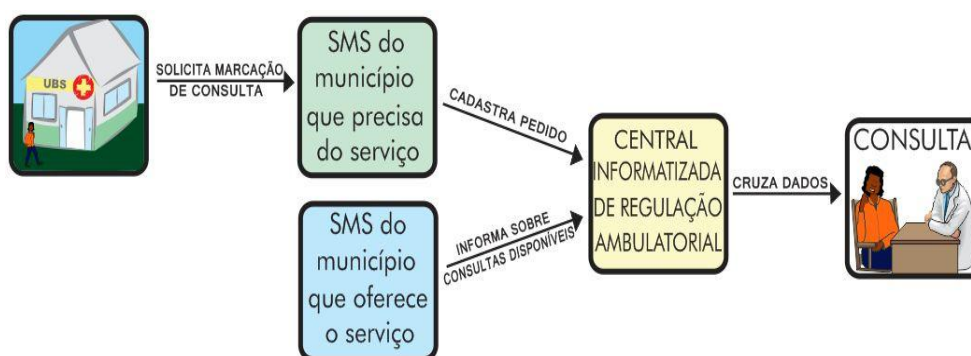 UBS
SOLICITA MARCAÇÃO
DE CONSULTA
SMS do
município
que precisa
do serviço
CADASTRA PEDIDO
SMS do
município
que oferece
o serviço
INFORMA SOBRE
CONSULTAS DISPONÍVEIS
CENTRAL
INFORMATIZADA
DE REGULAÇÃO
AMBULATORIAL
CRUZA DADOS
CONSULTA